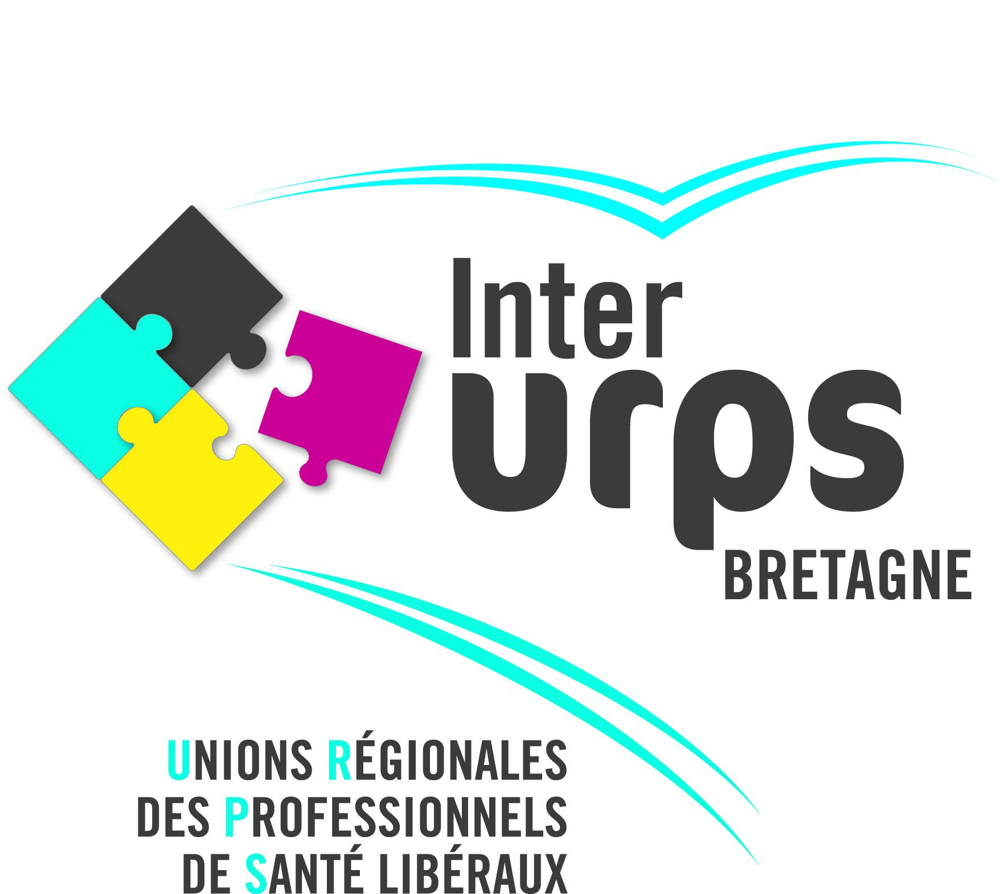 Inter
urps
BRETAGNE
UNIONS RÉGIONALES
DES PROFESSIONNELS
DE SANTÉ LIBÉRAUX